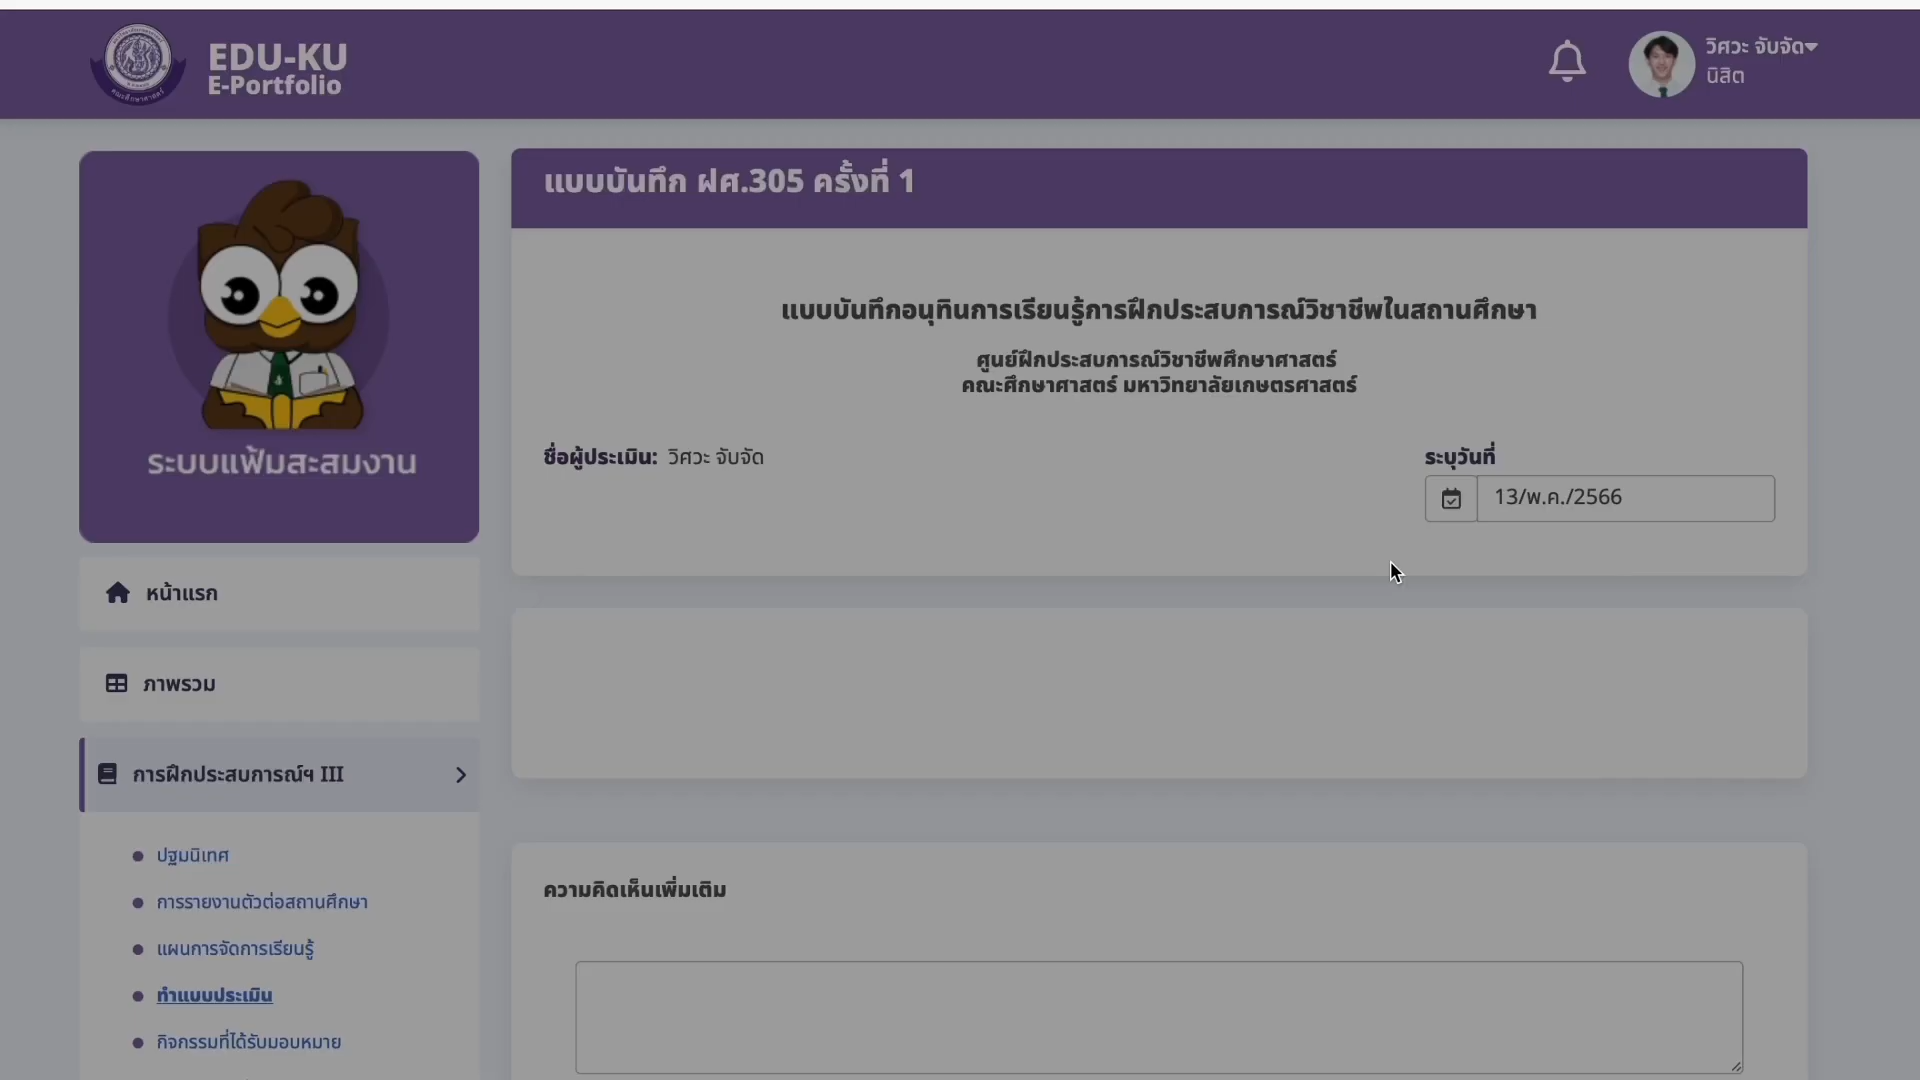 EDU-KU
E-Portfolio
วิศวะ จับจัด
นิสิต
ระบบแฟ้มสะสมงาน
หน้าแรก
ภาพรวม
การฝึกประสบการณ์ฯ III
ปฐมนิเทศ
การรายงานตัวต่อสถานศึกษา
แผนการจัดการเรียนรู้
ทำแบบประเมิน
กิจกรรมที่ได้รับมอบหมาย
แบบบันทึก ฝศ.305 ครั้งที่ 1
แบบบันทึกอนุทินการเรียนรู้การฝึกประสบการณ์วิชาชีพในสถานศึกษา
ศูนย์ฝึกประสบการณ์วิชาชีพศึกษาศาสตร์
คณะศึกษาศาสตร์ มหาวิทยาลัยเกษตรศาสตร์
ชื่อผู้ประเมิน: วิศวะ จับจัด
ระบุวันที่
13/พ.ค./2566
ความคิดเห็นเพิ่มเติม